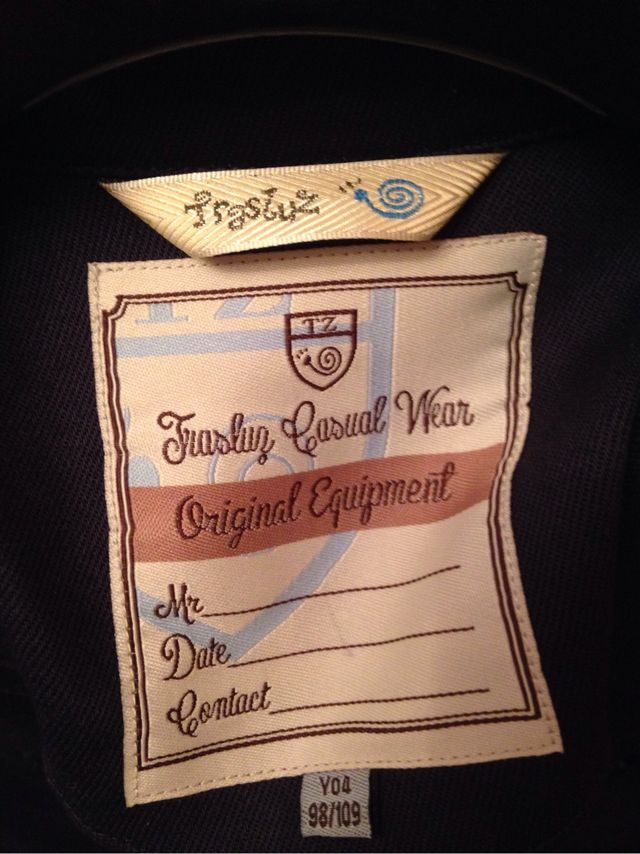 trasluz
TZ
Trasluz Casual Wear
Original Equipment
Mr
Date
Contact
Y04
98/109